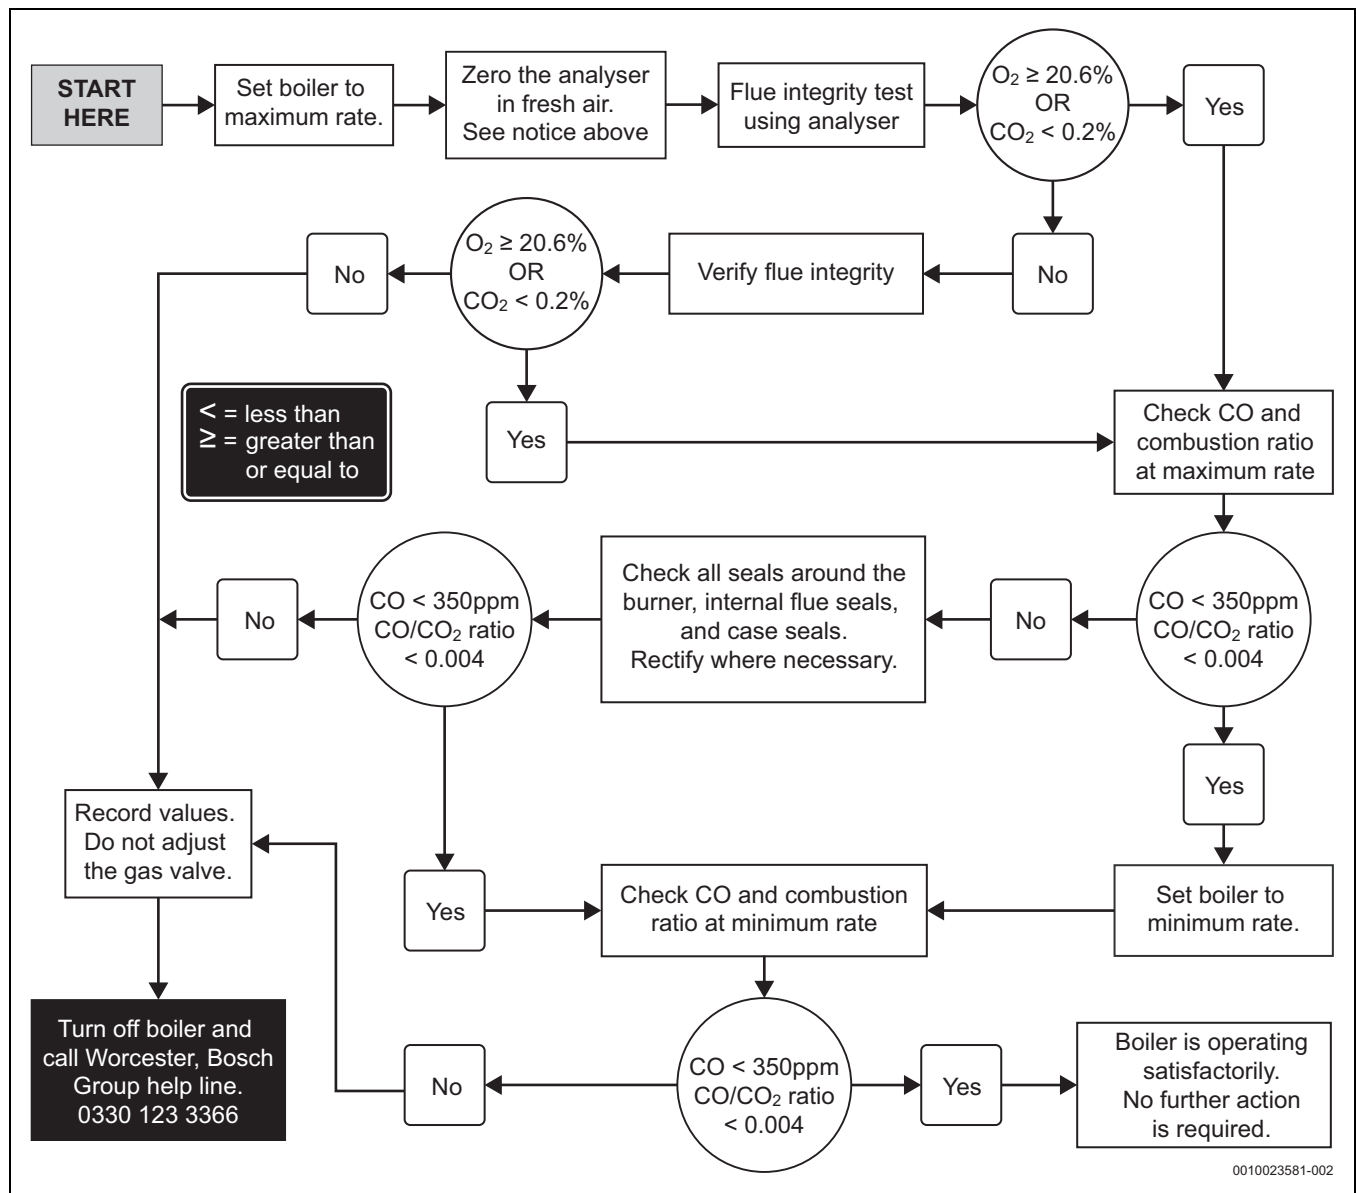 START
HERE
Set boiler to
maximum rate.
Zero the analyser
in fresh air.
See notice above
Flue integrity test
using analyser
O₂ ≥ 20.6%
OR
CO₂ < 0.2%
Yes
No
Verify flue integrity
O₂ ≥ 20.6%
OR
CO₂ < 0.2%
No
Yes
< = less than
≥ = greater than
or equal to
Check CO and
combustion ratio
at maximum rate
CO < 350ppm
CO/CO₂ ratio
< 0.004
No
Check all seals around the
burner, internal flue seals,
and case seals.
Rectify where necessary.
CO < 350ppm
CO/CO₂ ratio
< 0.004
No
Yes
Yes
Set boiler to
minimum rate.
Check CO and combustion
ratio at minimum rate
CO < 350ppm
CO/CO₂ ratio
< 0.004
No
Yes
Record values.
Do not adjust
the gas valve.
Turn off boiler and
call Worcester, Bosch
Group help line.
0330 123 3366
Boiler is operating
satisfactorily.
No further action
is required.
0010023581-002